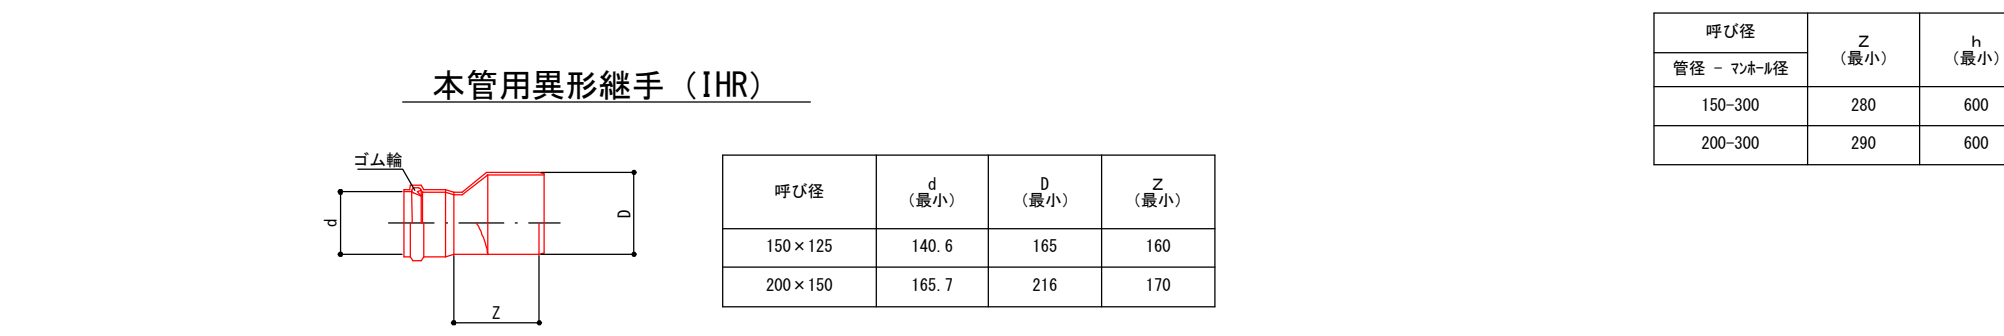 本管用異形継手（IHR）
ゴム輪
d
D
Z
呼び径 d（最小） D（最小） Z（最小）
150×125 140.6 165 160
200×150 165.7 216 170
呼び径 Z（最小） h（最小）
管径 － マンホール径
150-300 280 600
200-300 290 600